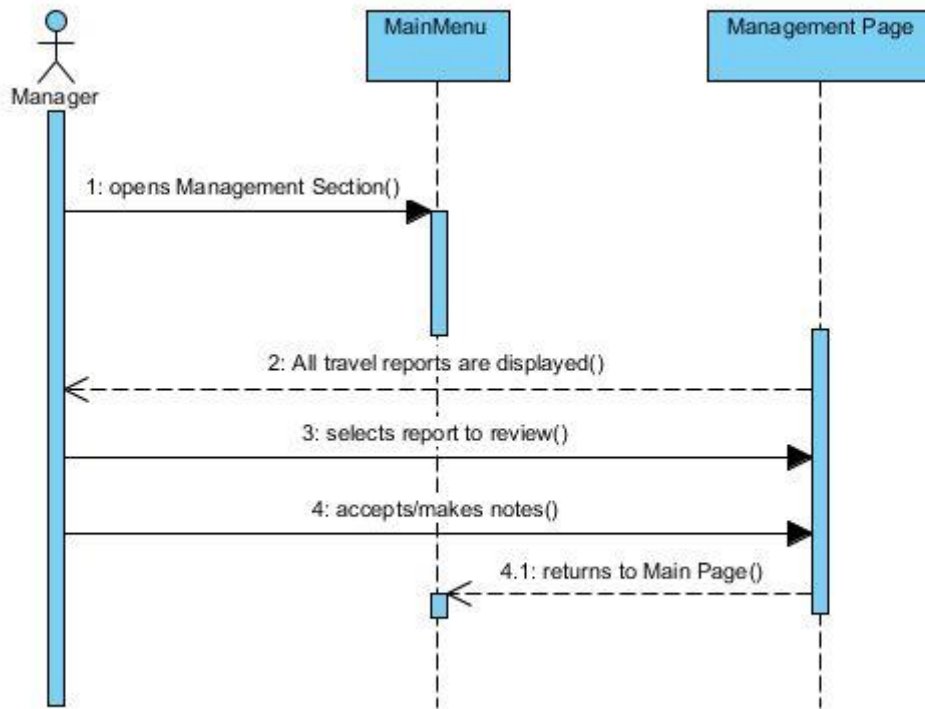 MainMenu
Management Page
Manager
1: opens Management Section()
2: All travel reports are displayed()
3: selects report to review()
4: accepts/makes notes()
4.1: returns to Main Page()